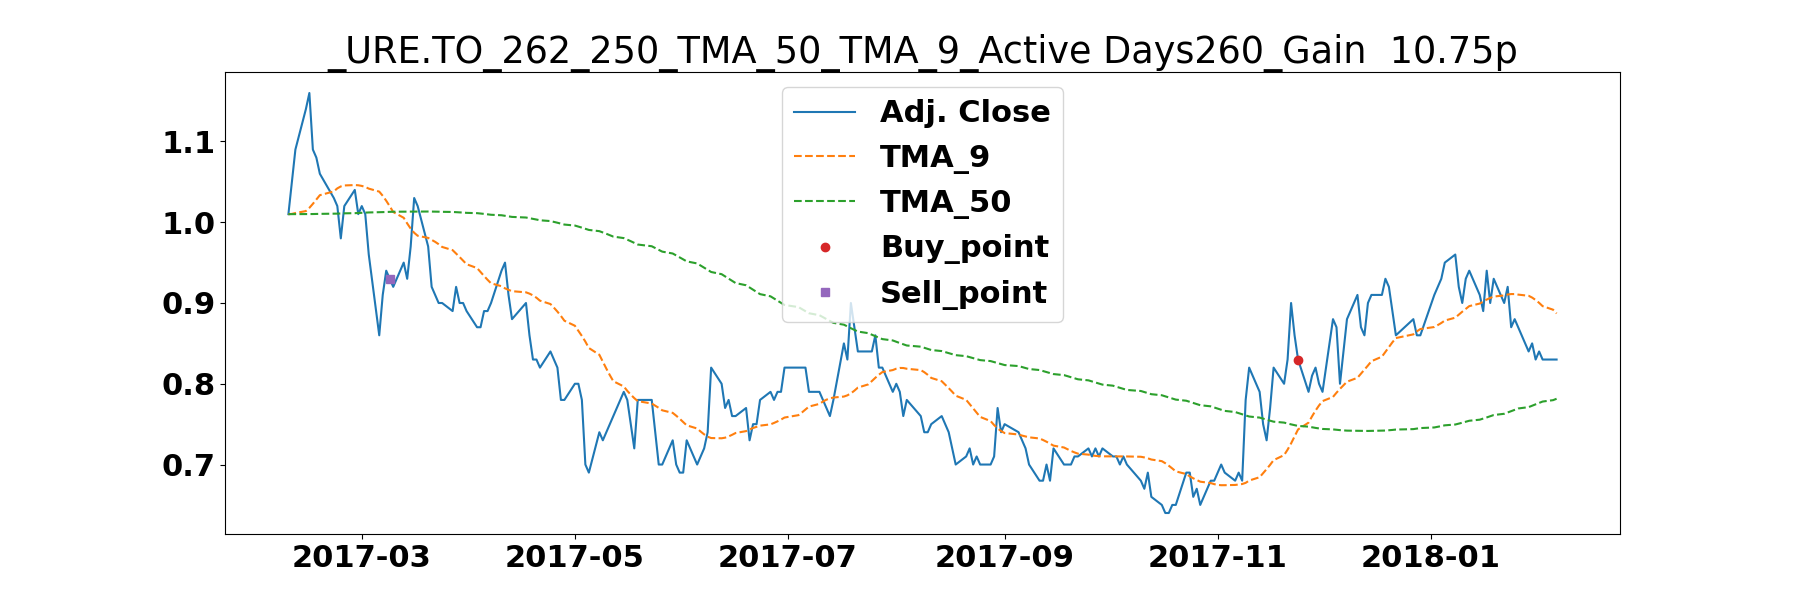 _URE.TO_262_250_TMA_50_TMA_9_Active Days260_Gain  10.75p
Adj. Close
TMA_9
TMA_50
Buy_point
Sell_point
1.1
1.0
0.9
0.8
0.7
2017-03 2017-05 2017-07 2017-09 2017-11 2018-01